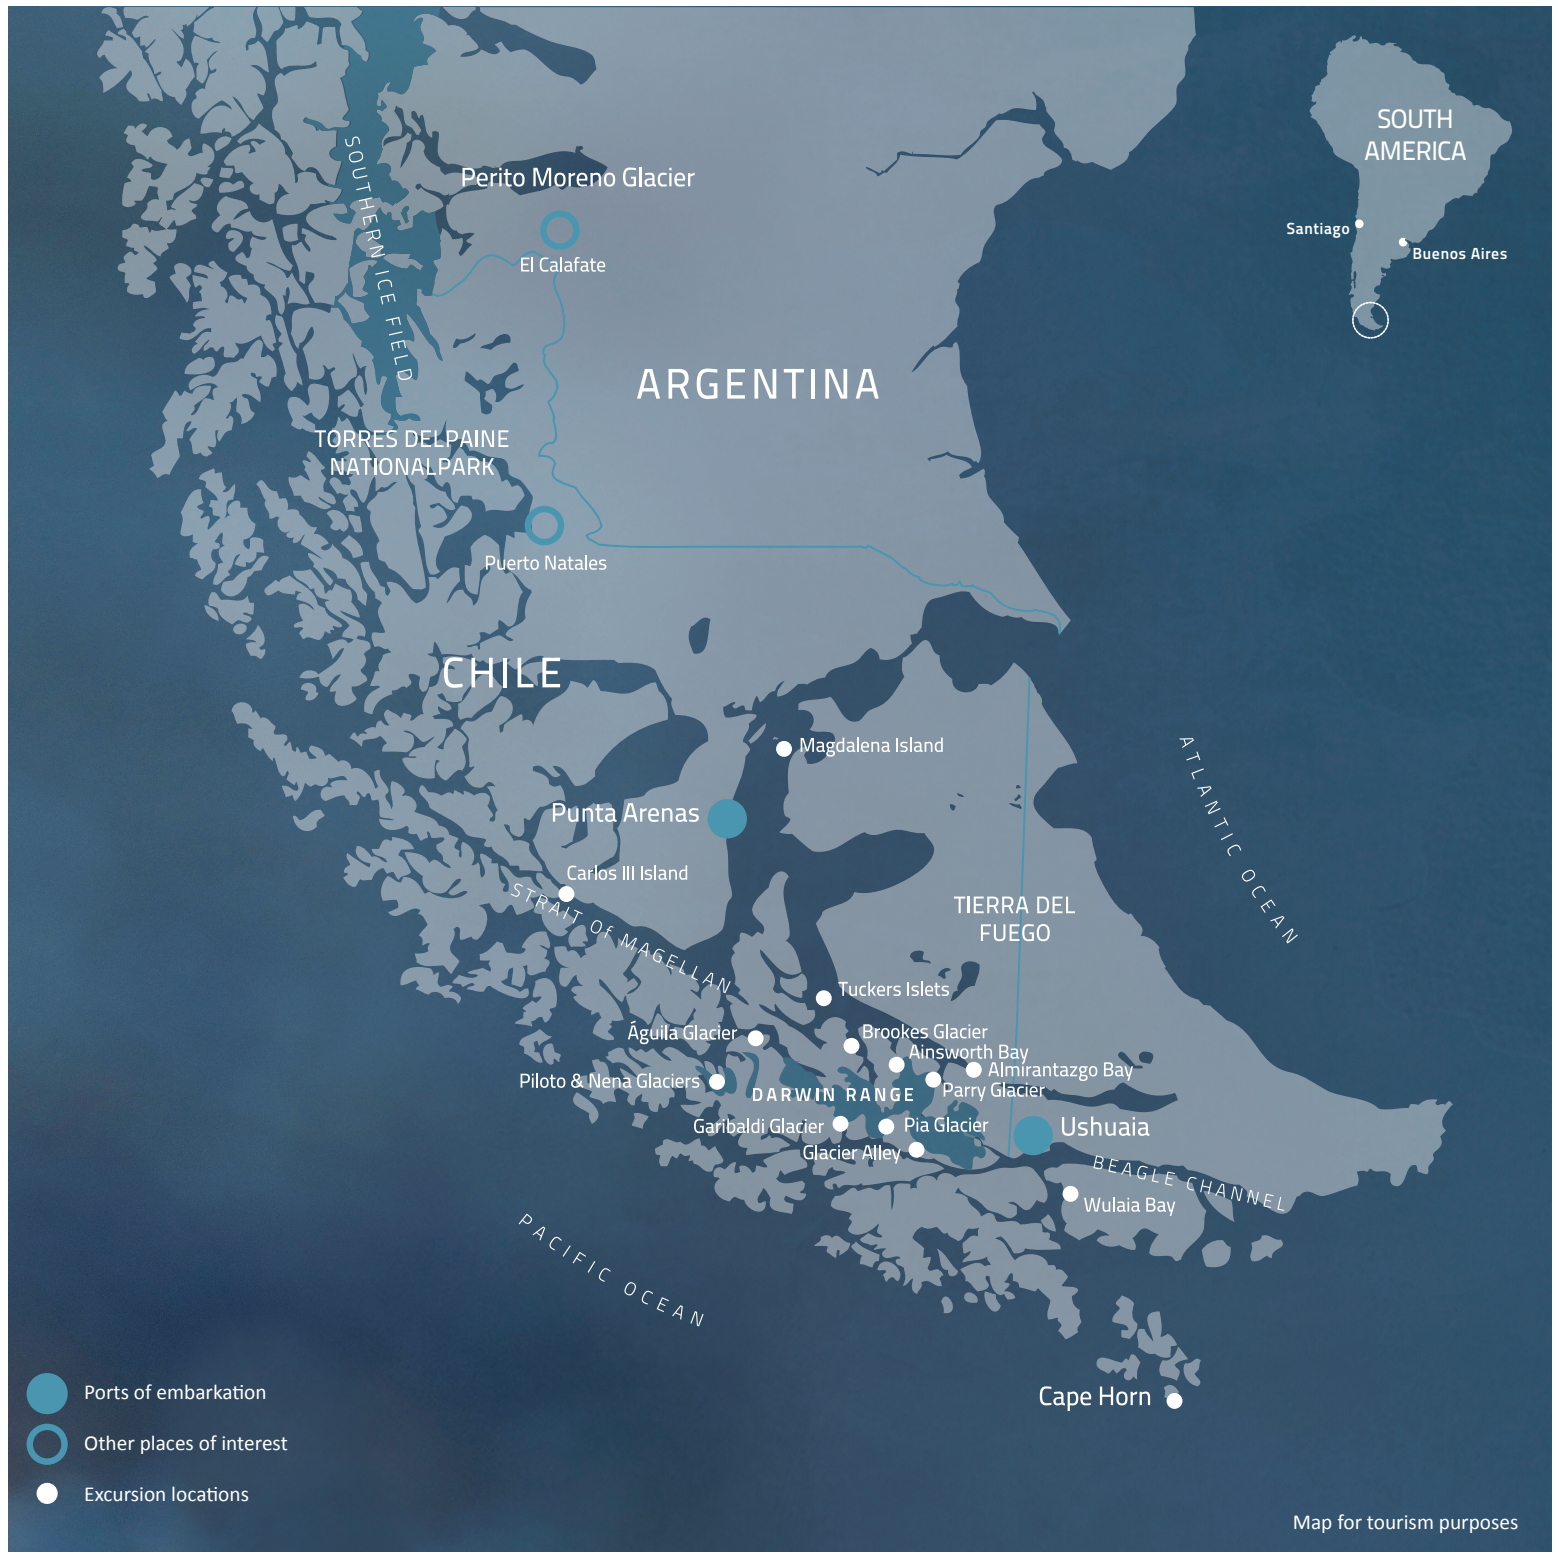 SOUTH
AMERICA
Santiago
Buenos Aires
SOUTHERN ICE FIELD
Perito Moreno Glacier
El Calafate
ARGENTINA
TORRES DELPAINE
NATIONALPARK
Puerto Natales
CHILE
Magdalena Island
ATLANTIC OCEAN
Punta Arenas
Carlos III Island
STRAIT Of MAGELLAN
TIERRA DEL
FUEGO
Tuckers Islets
Águila Glacier
Brookes Glacier
Ainsworth Bay
Almirantazgo Bay
Piloto & Nena Glaciers
DARWIN RANGE
Parry Glacier
Garibaldi Glacier
Pia Glacier
Ushuaia
Glacier Alley
BEAGLE CHANNEL
Wulaia Bay
PACIFIC OCEAN
Cape Horn
Ports of embarkation
Other places of interest
Excursion locations
Map for tourism purposes